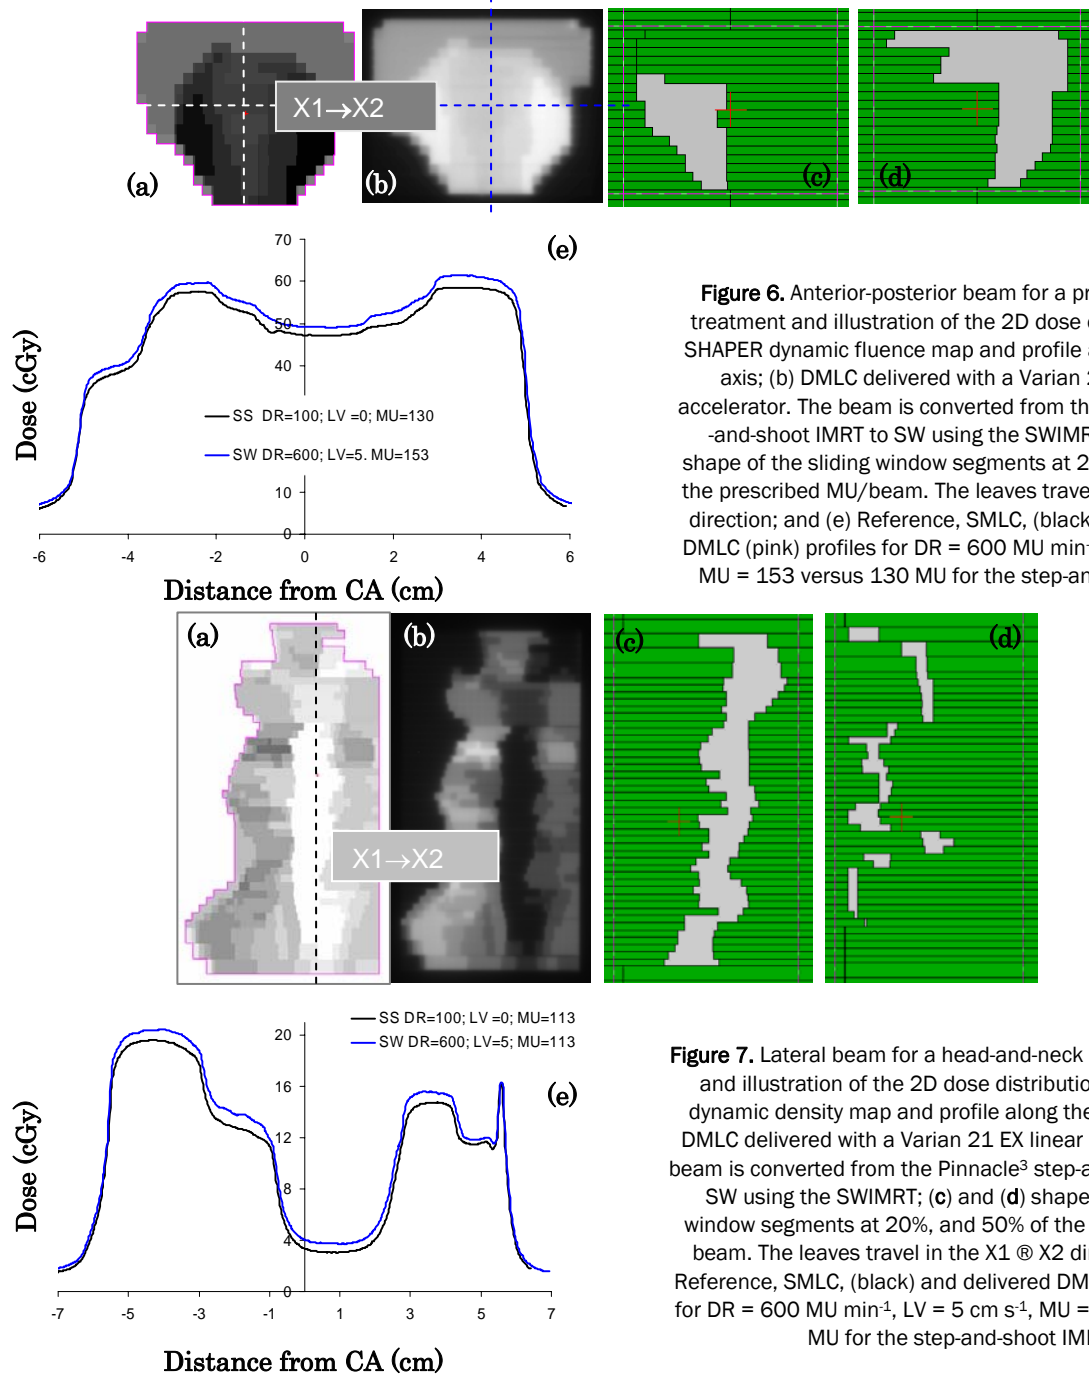 X1→X2
(a)
(b)
(c)
(d)
(e)
70
60
50
40
10
0
Dose (cGy)
SS DR=100; LV =0; MU=130
SW DR=600; LV=5. MU=153
-6 -4 -2 0 2 4 6
Distance from CA (cm)
Figure 6. Anterior-posterior beam for a pr
treatment and illustration of the 2D dose
SHAPER dynamic fluence map and profile
axis; (b) DMLC delivered with a Varian
accelerator. The beam is converted from th
-and-shoot IMRT to SW using the SWIMR
shape of the sliding window segments at 2
the prescribed MU/beam. The leaves trave
direction; and (e) Reference, SMLC, (black
DMLC (pink) profiles for DR = 600 MU min⁻
MU = 153 versus 130 MU for the step-an
(a)
(b)
(c)
(d)
X1→X2
SS DR=100; LV =0; MU=113
SW DR=600; LV=5; MU=113
(e)
20
16
12
8
4
0
Dose (cGy)
-7 -5 -3 -1 1 3 5 7
Distance from CA (cm)
Figure 7. Lateral beam for a head-and-neck
and illustration of the 2D dose distributio
dynamic density map and profile along the
DMLC delivered with a Varian 21 EX linear
beam is converted from the Pinnacle³ step-a
SW using the SWIMRT; (c) and (d) shape
window segments at 20%, and 50% of the
beam. The leaves travel in the X1 ® X2 di
Reference, SMLC, (black) and delivered DM
for DR = 600 MU min⁻¹, LV = 5 cm s⁻¹, MU =
MU for the step-and-shoot IM